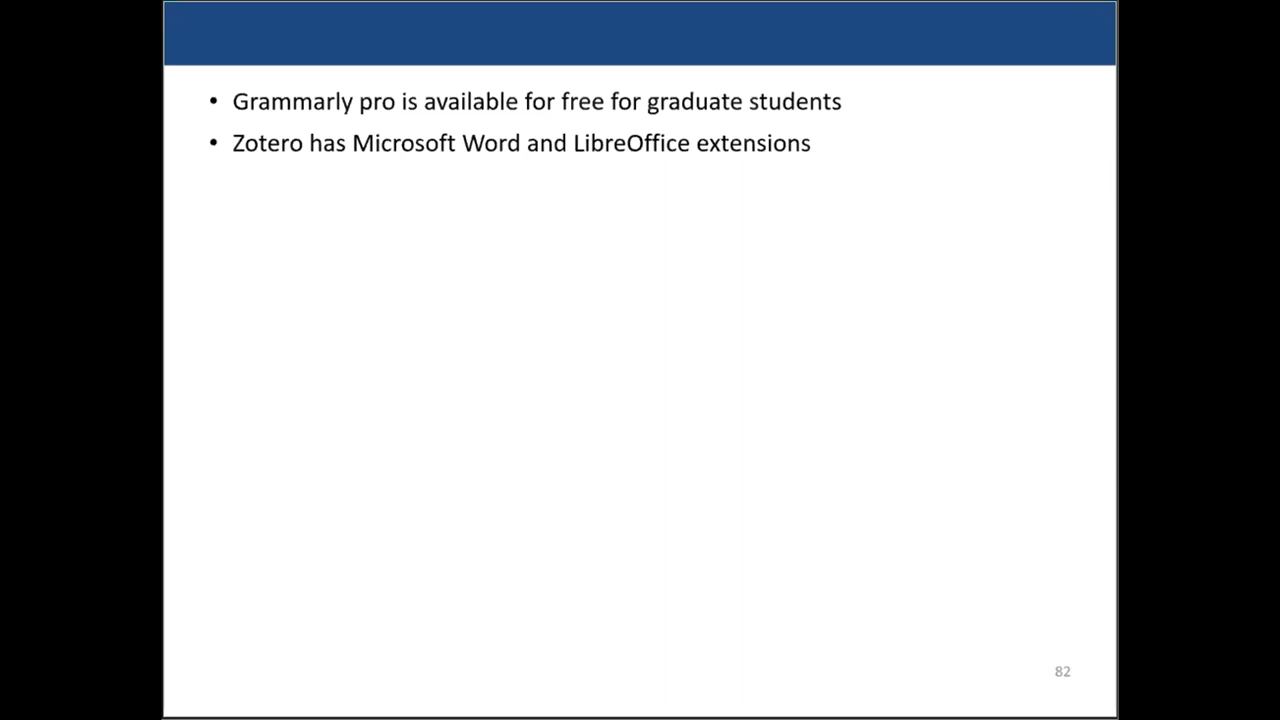 • Grammarly pro is available for free for graduate students
• Zotero has Microsoft Word and LibreOffice extensions
82